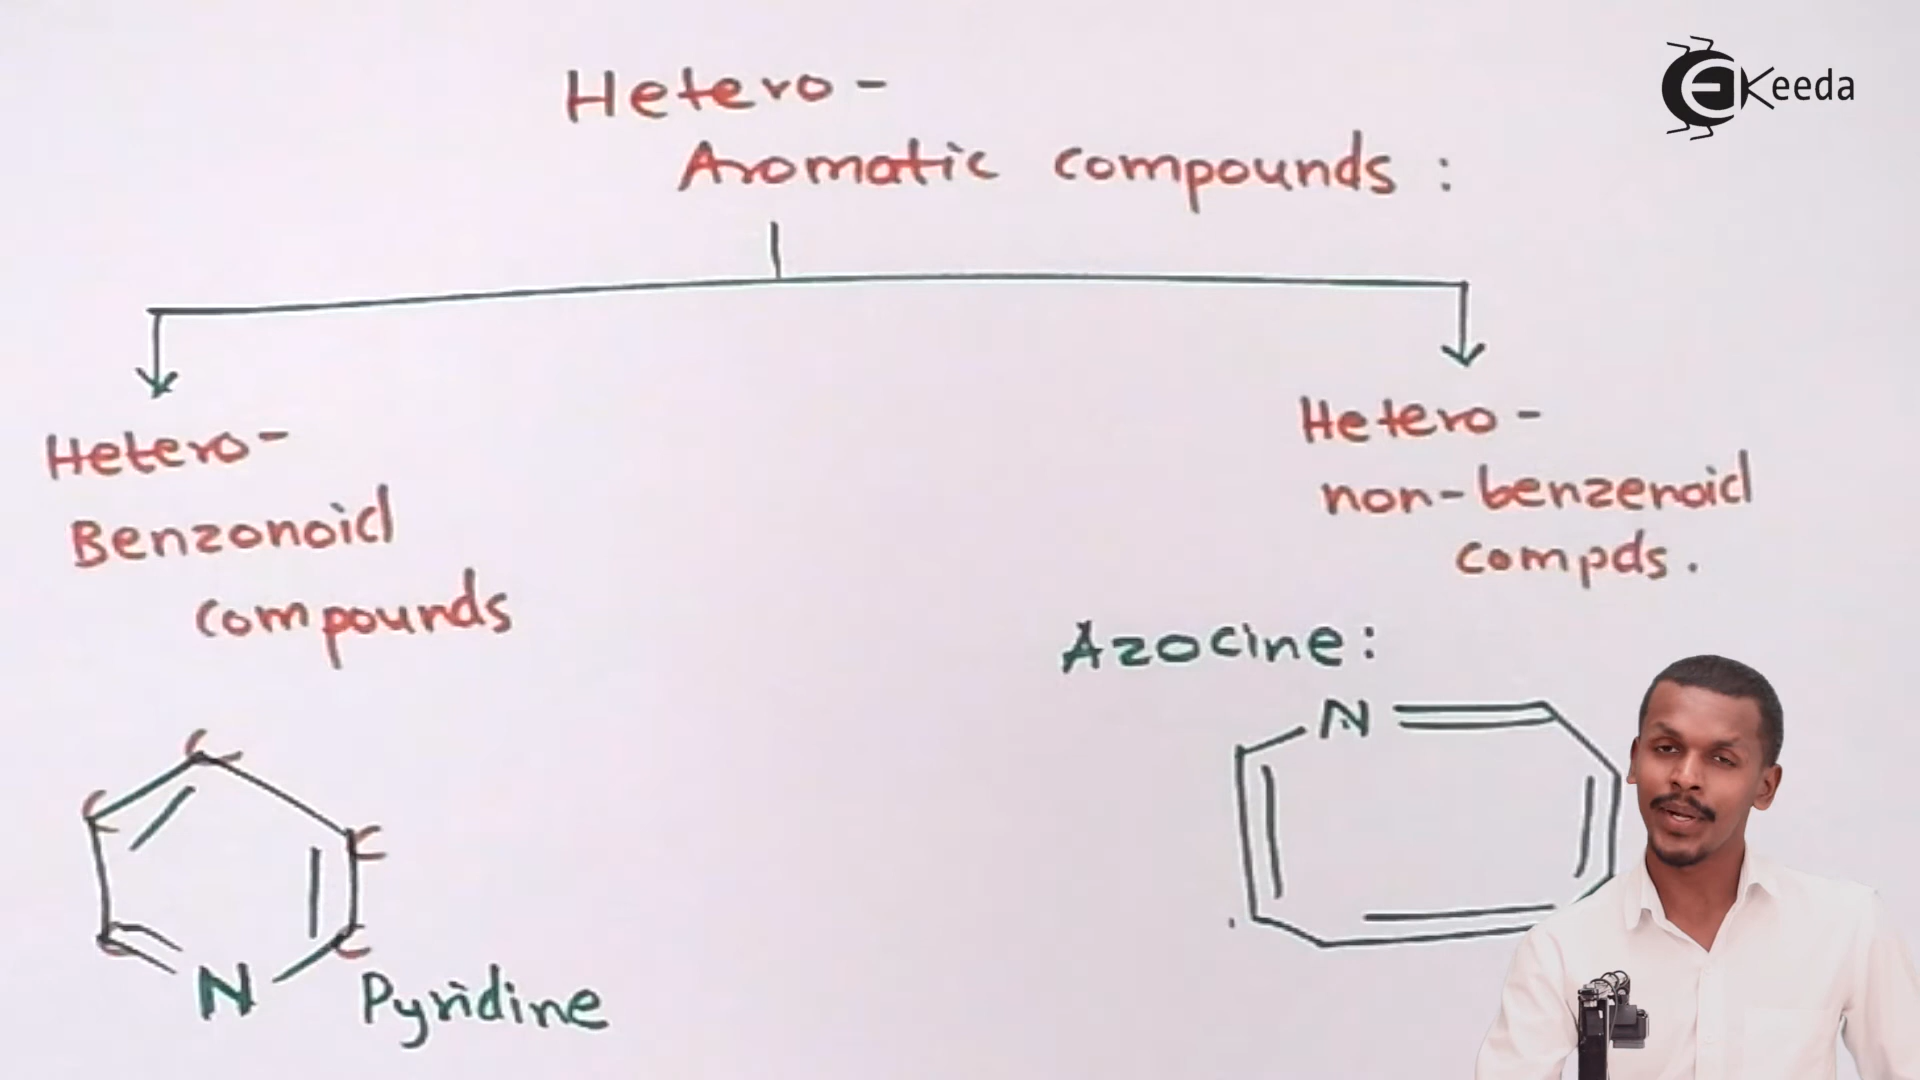 Hetero-
Aromatic compounds :
EKeeda
Hetero-
Benzonoid
compounds
Hetero-
non-benzenoid
compds.
Azocine:
N
C
C
C
C
C
N
Pyridine